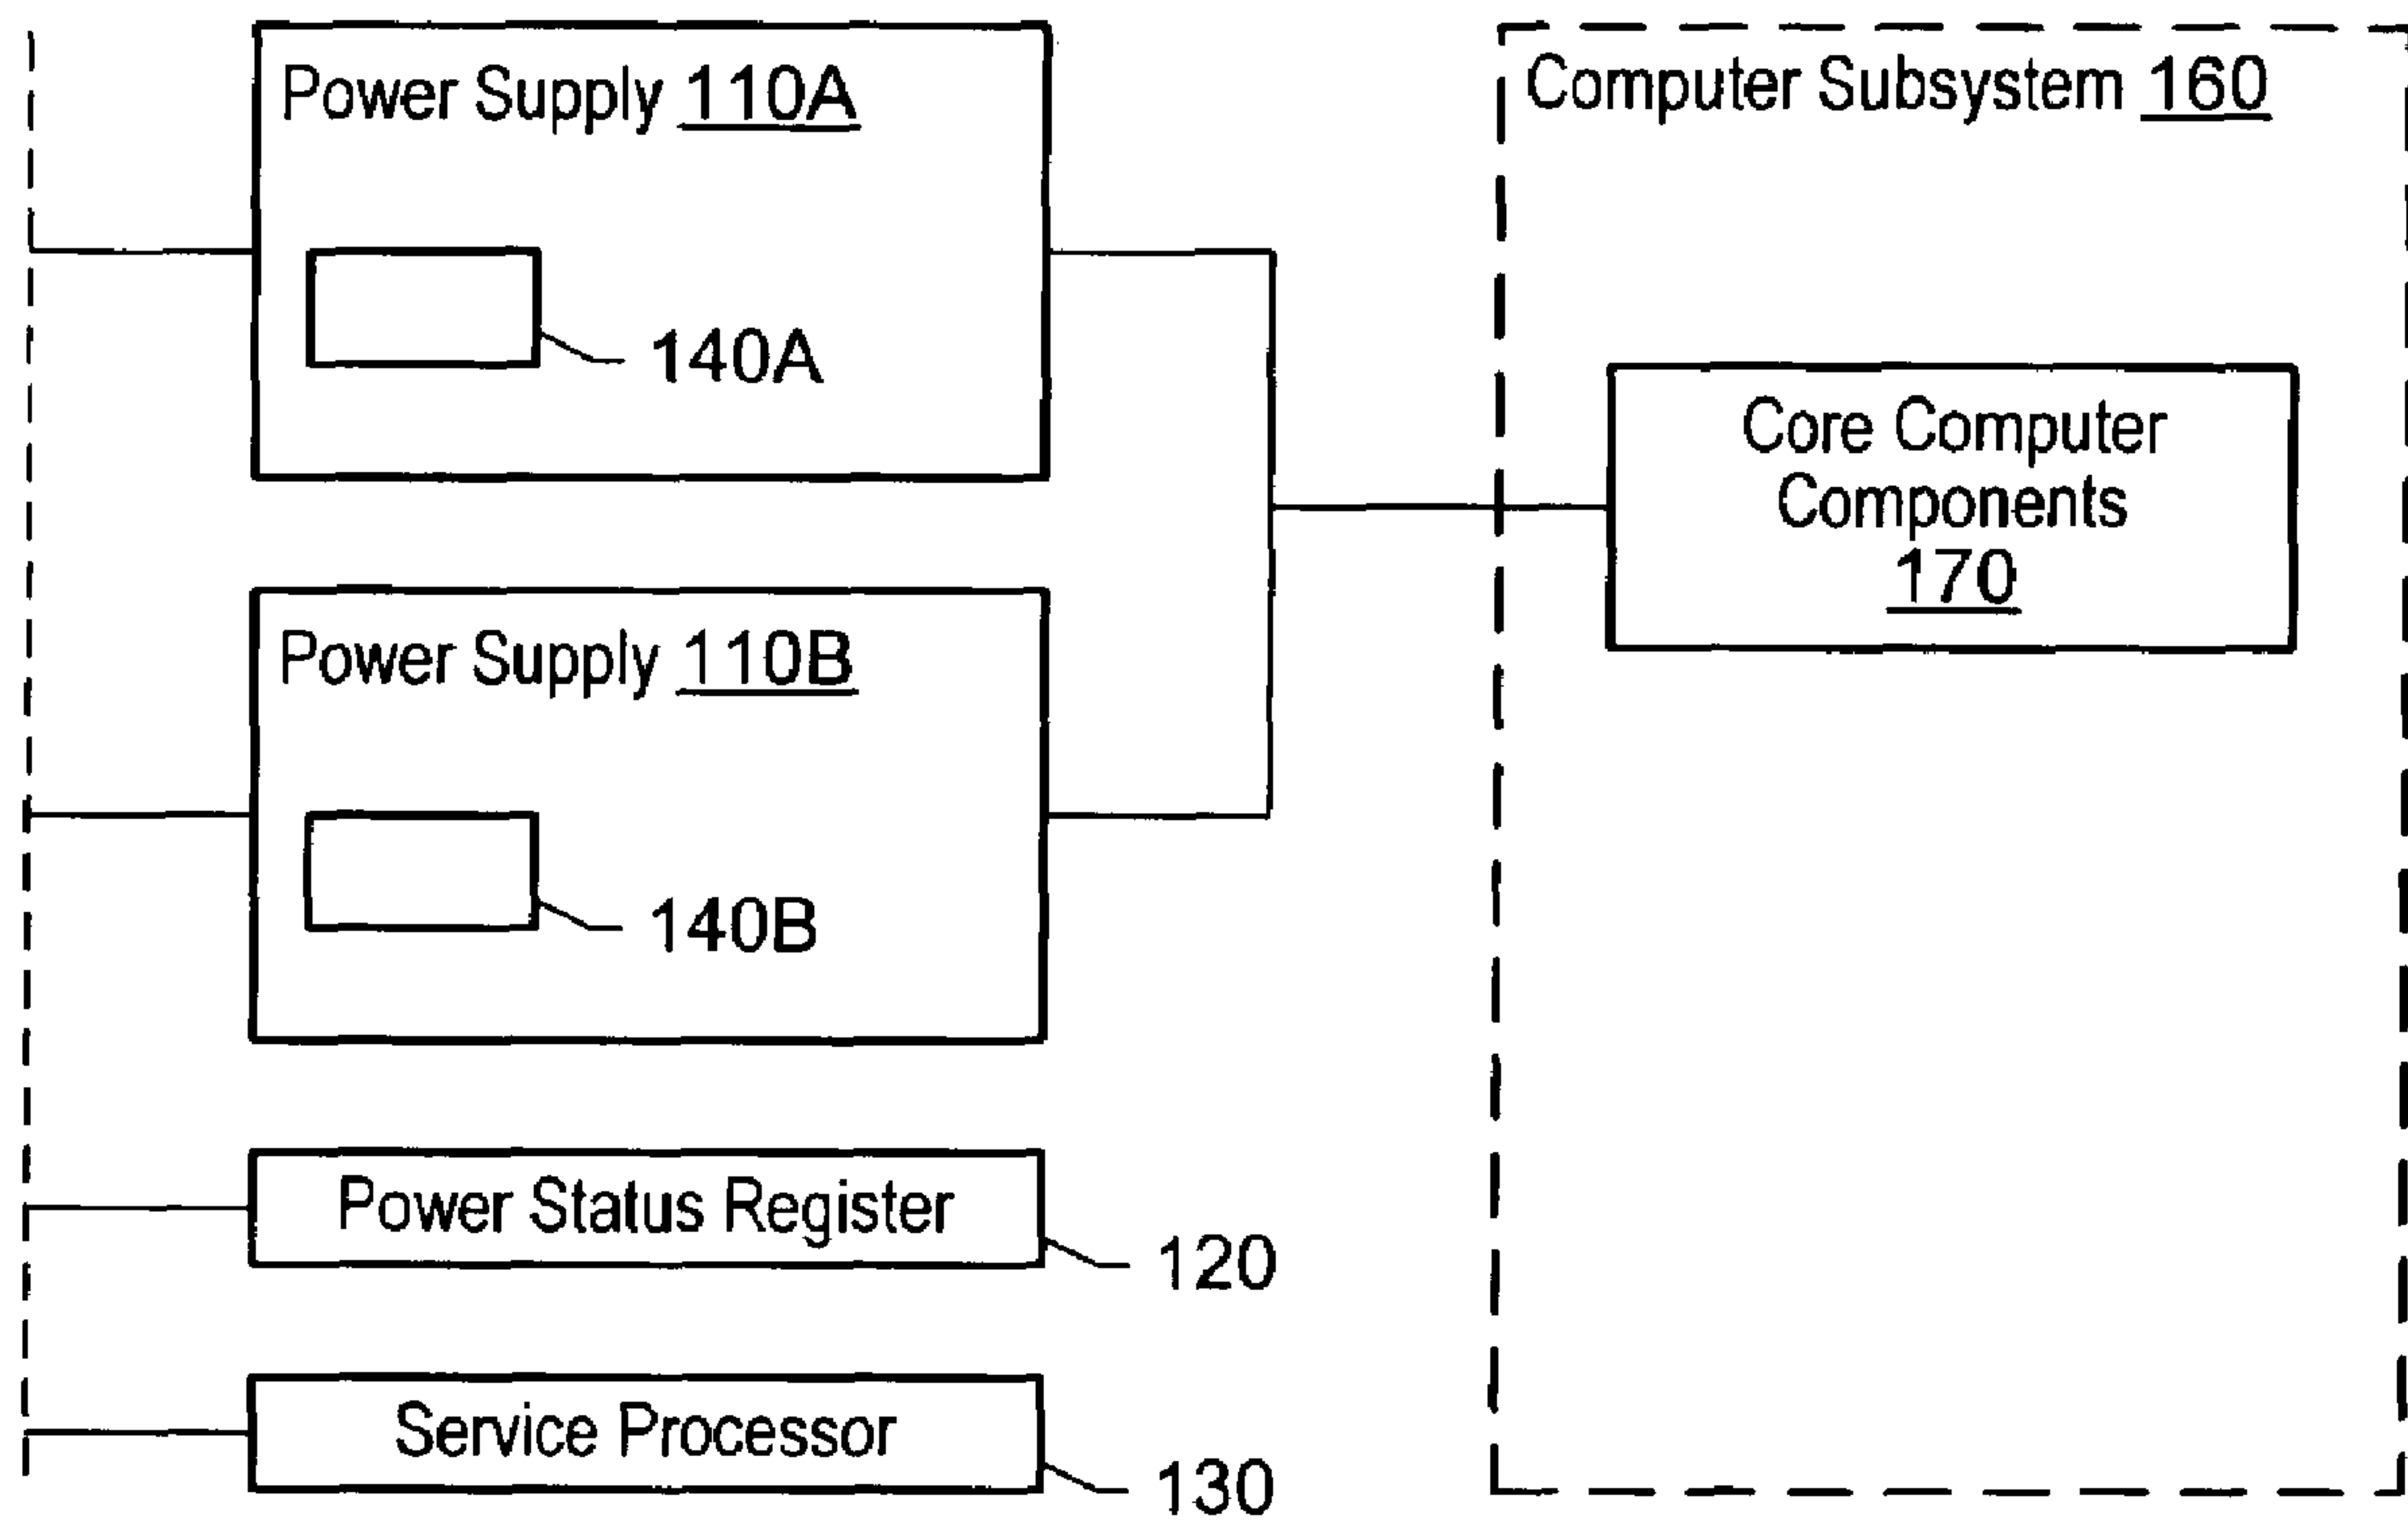 Power Supply 110A
140A
Power Supply 110B
140B
Power Status Register
120
Service Processor
130
Computer Subsystem 160
Core Computer
Components
170